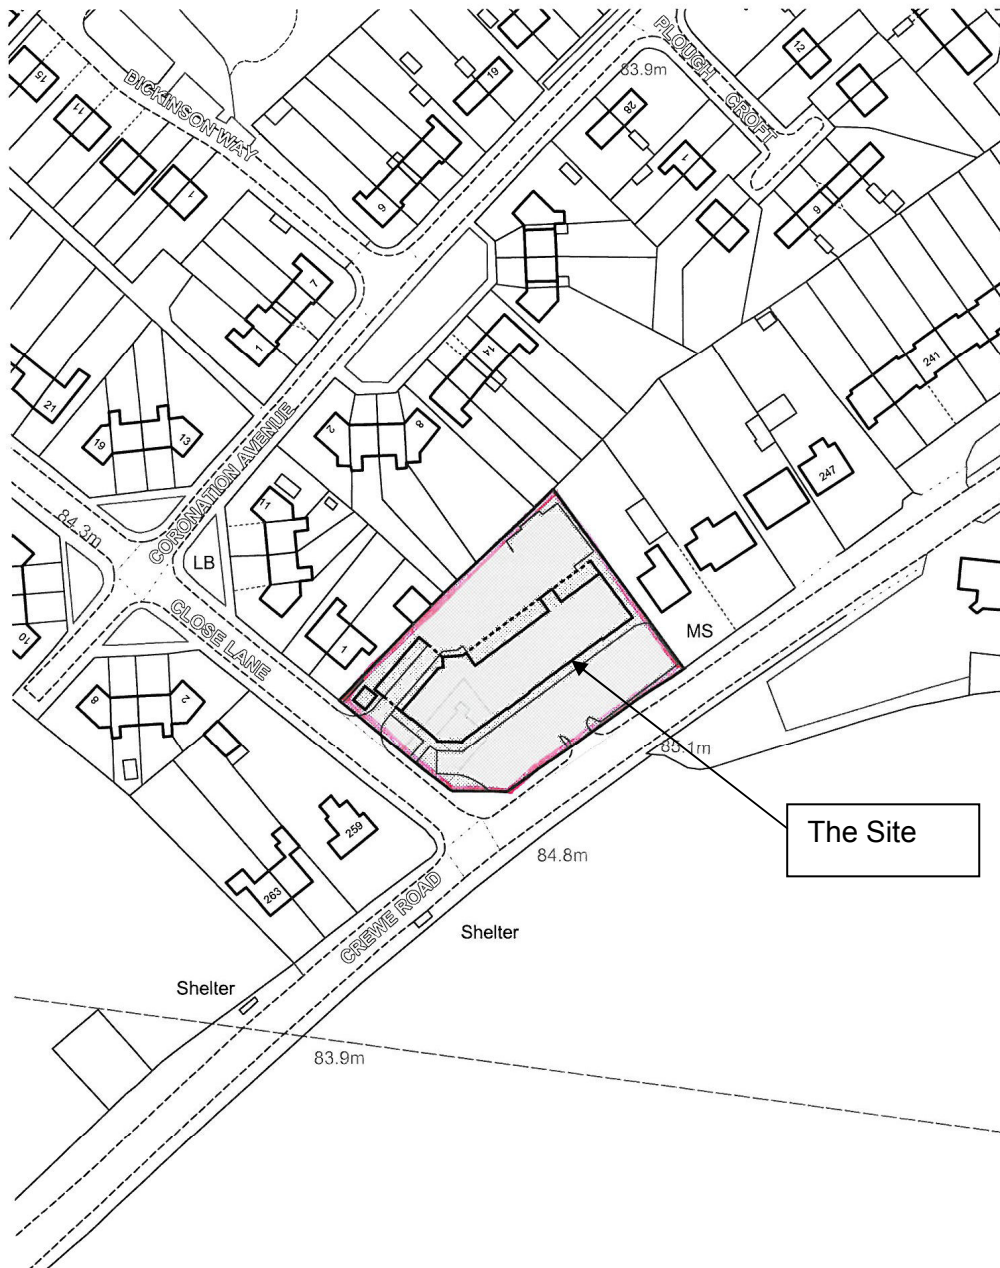 PLOUGH
CROFT
83.9m
12
19
28
15
11
DICKINSON WAY
1
1
6
9
7
1
14
241
21
2
8
247
19
13
CORONATION AVENUE
84.3m
11
LB
10
CLOSE LANE
1
MS
8
2
85.1m
The Site
259
84.8m
263
CREWE ROAD
Shelter
Shelter
83.9m